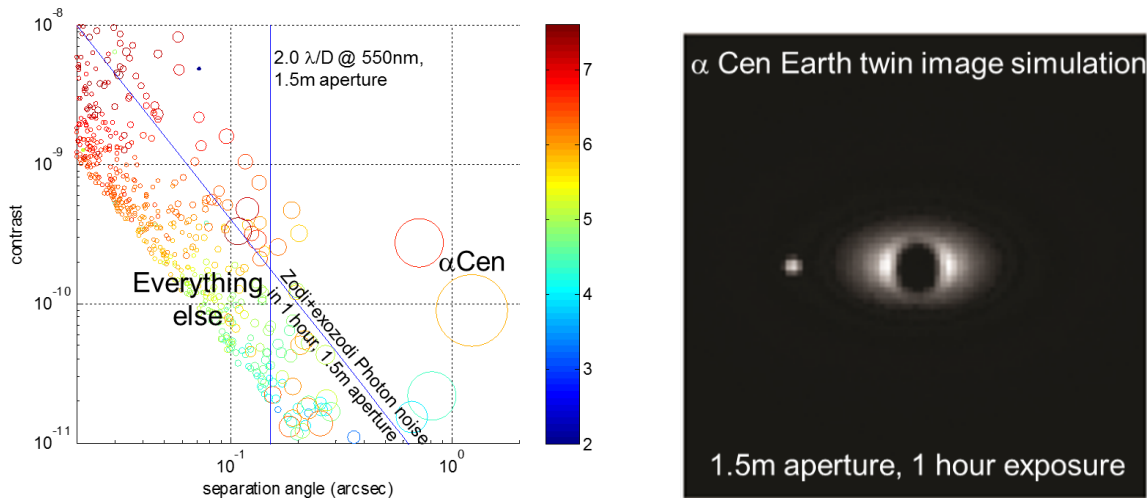 10^-8
10^-9
10^-10
10^-11
contrast
10^-1
10^0
separation angle (arcsec)
2.0 λ/D @ 550nm,
1.5m aperture
αCen
Everything
else
Zodi+exozodi Photon noise
in 1 hour, 1.5m aperture
7
6
5
4
3
2
α Cen Earth twin image simulation
1.5m aperture, 1 hour exposure